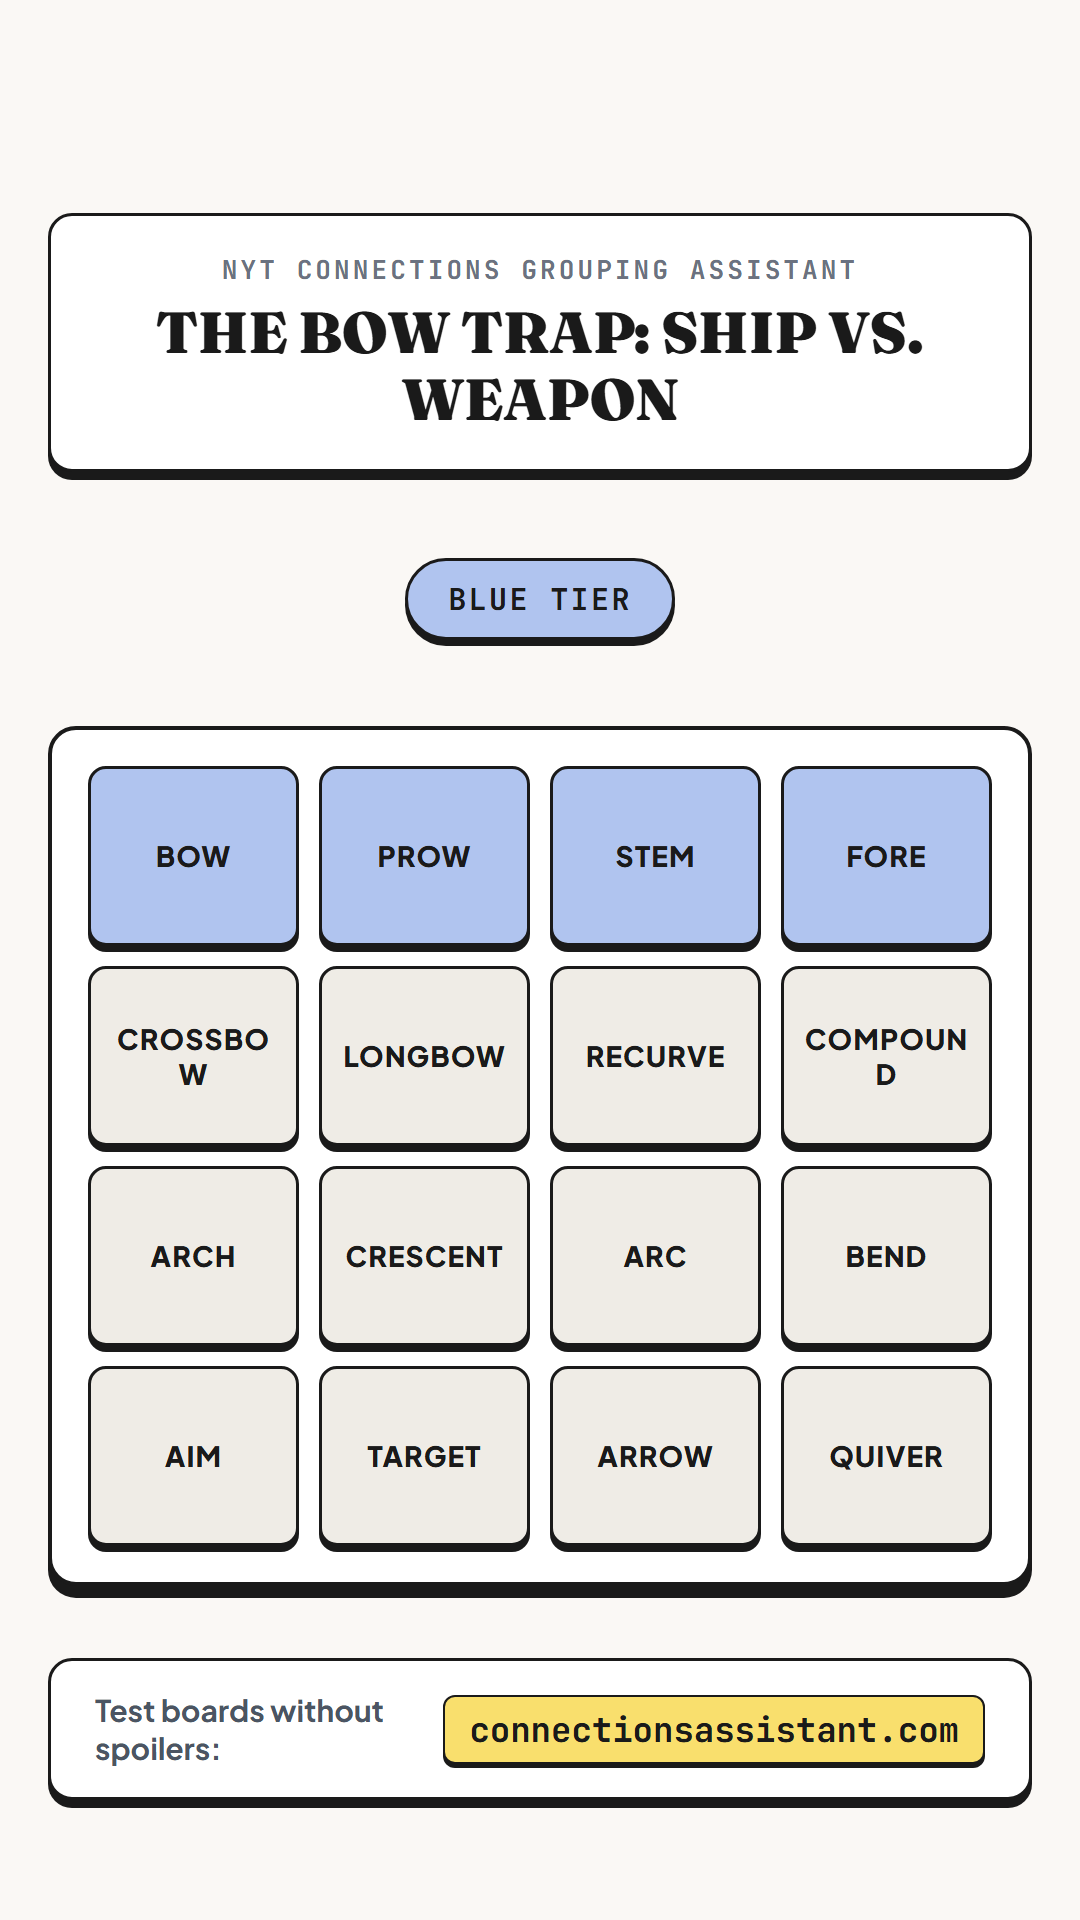 NYT CONNECTIONS GROUPING ASSISTANT
THE BOW TRAP: SHIP VS.
WEAPON
BLUE TIER
BOW PROW STEM FORE
CROSSBO
W
LONGBOW RECURVE
COMPOUN
D
ARCH CRESCENT ARC BEND
AIM TARGET ARROW QUIVER
Test boards without
spoilers:
connectionsassistant.com